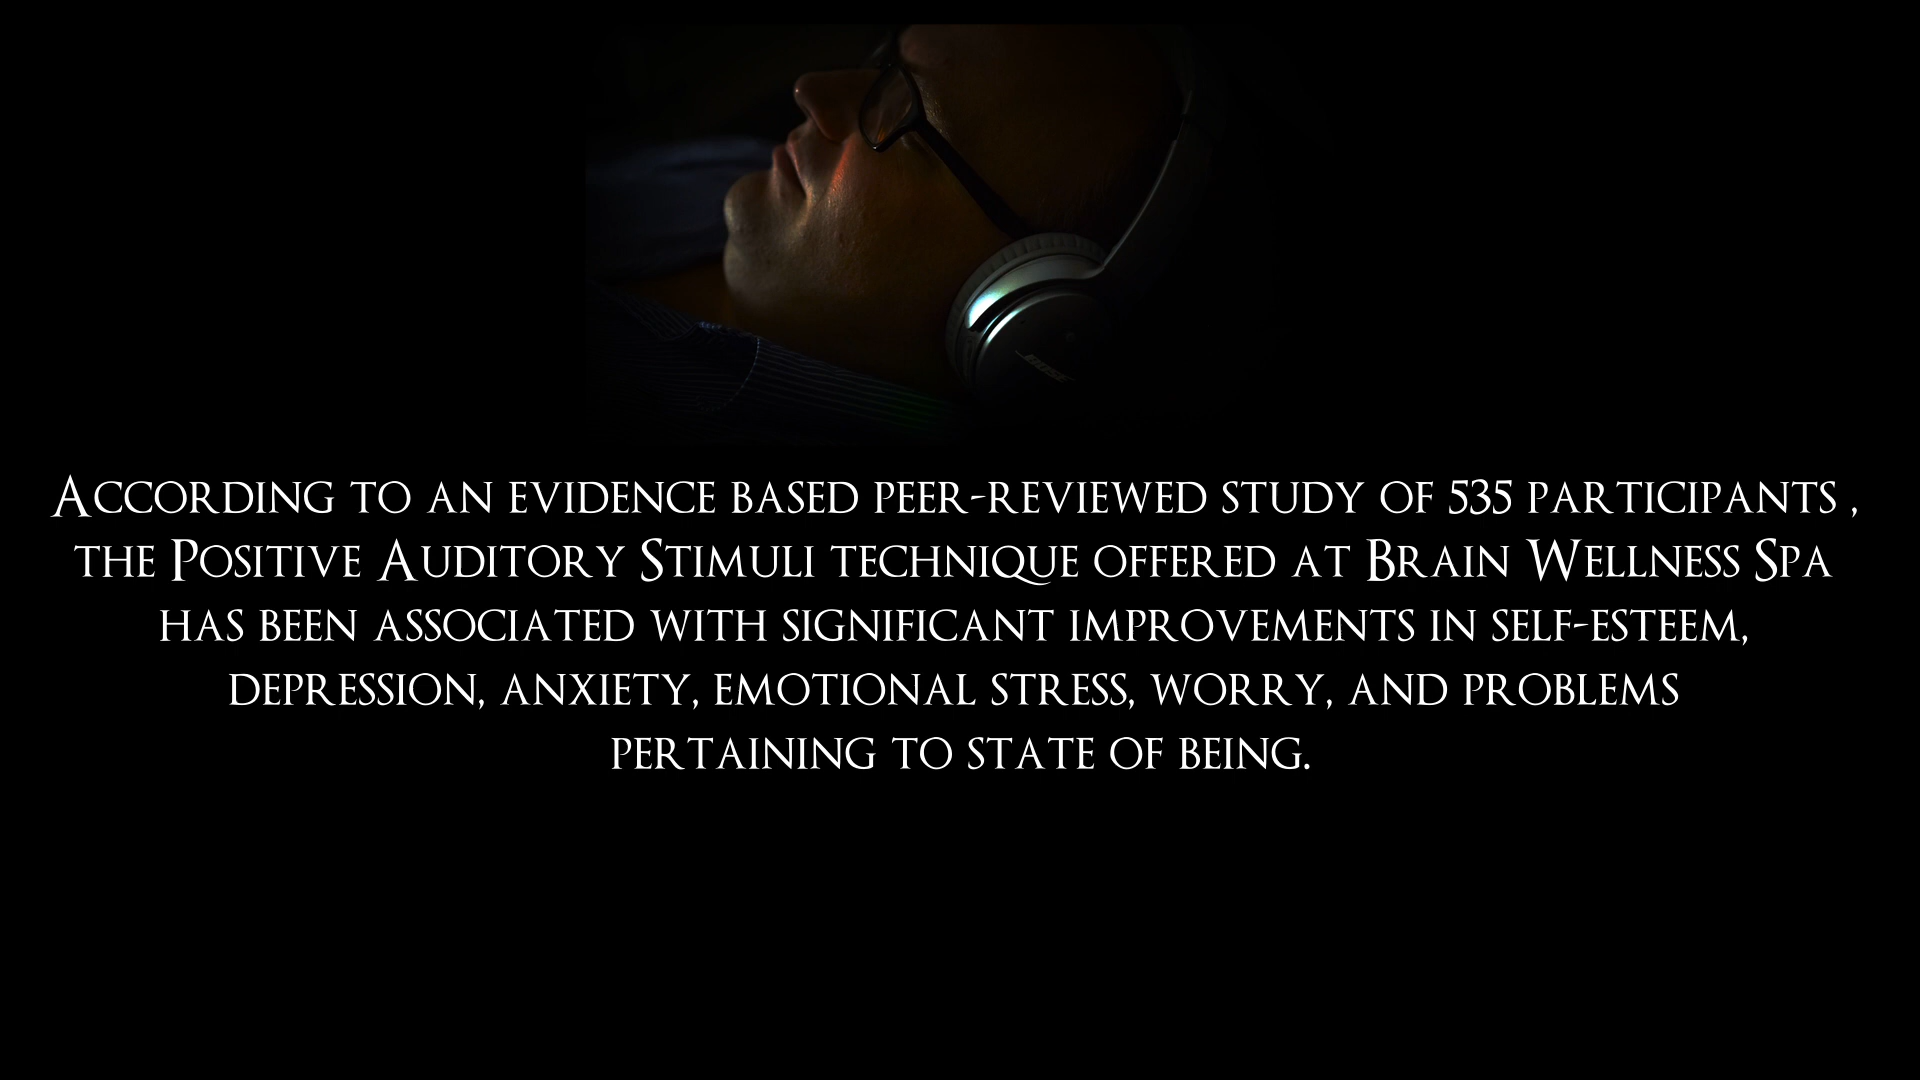 According to an evidence based peer-reviewed study of 535 participants ,
the Positive Auditory Stimuli technique offered at Brain Wellness Spa
has been associated with significant improvements in self-esteem,
depression, anxiety, emotional stress, worry, and problems
pertaining to state of being.
BOSE